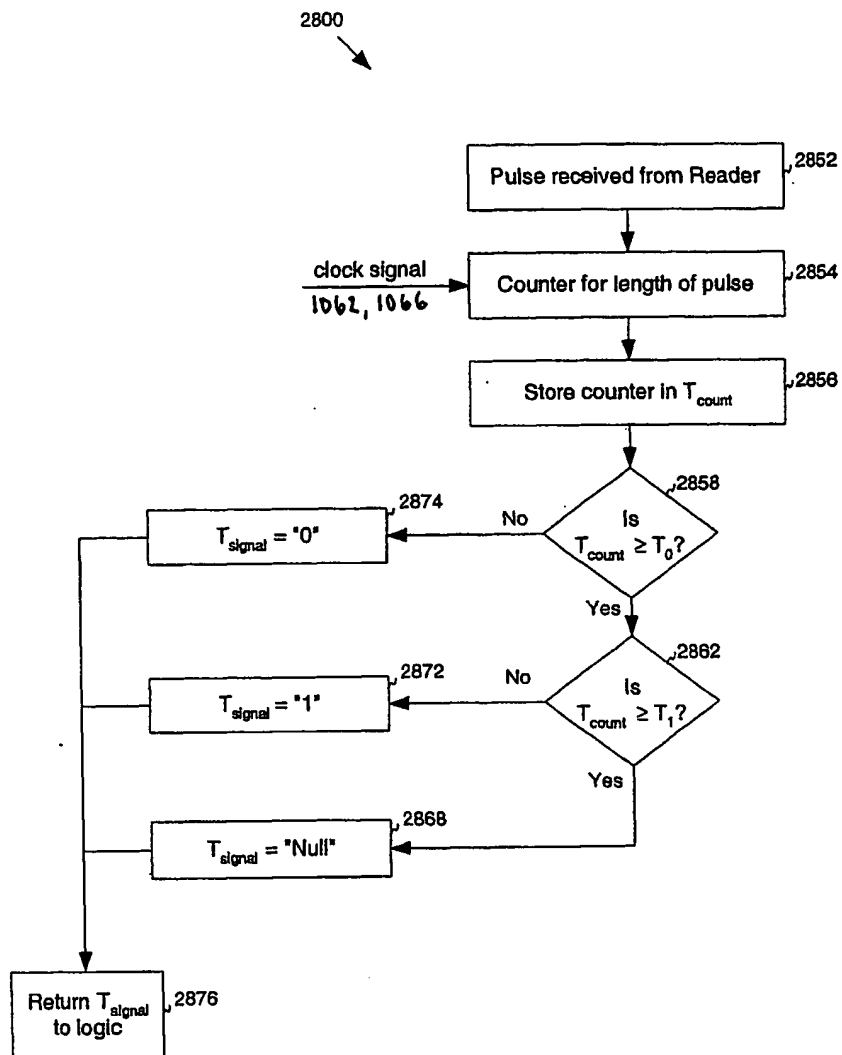 2800
Pulse received from Reader
2852
clock signal
1062, 1066
Counter for length of pulse
2854
Store counter in T_count
2856
2858
Is
T_count ≥ T_0?
No
Yes
2874
T_signal = "0"
2862
Is
T_count ≥ T_1?
No
Yes
2872
T_signal = "1"
2868
T_signal = "Null"
Return T_signal
to logic
2876